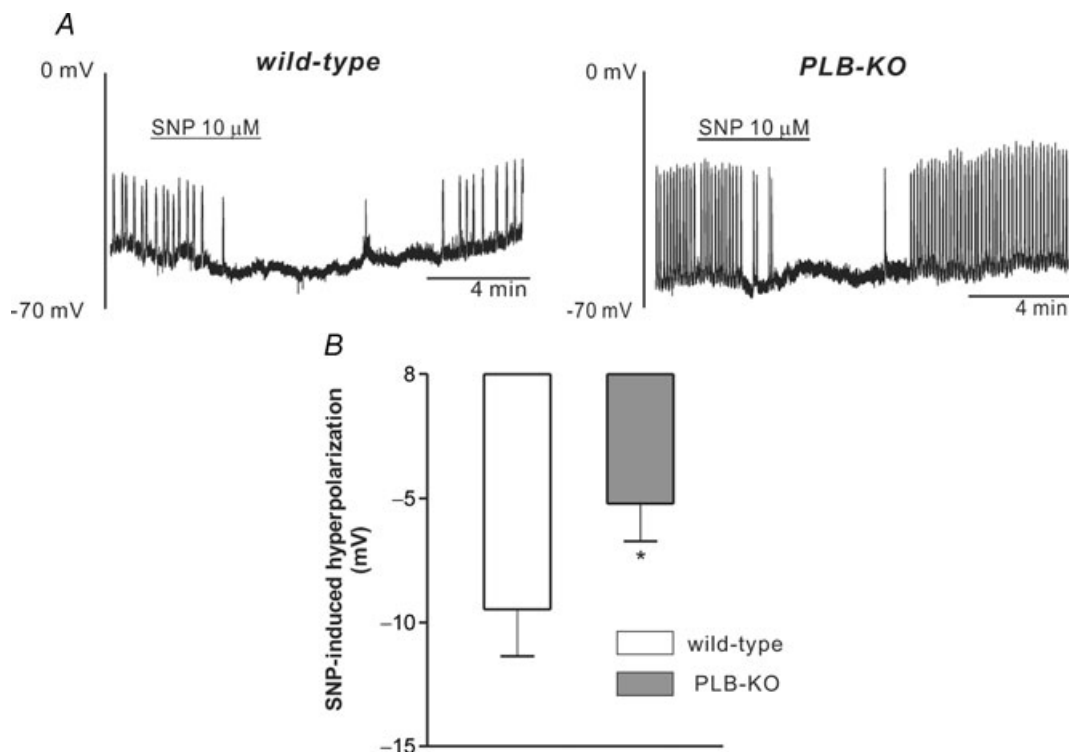 A
wild-type
0 mV
SNP 10 µM
4 min
-70 mV
PLB-KO
0 mV
SNP 10 µM
4 min
-70 mV
B
SNP-induced hyperpolarization
(mV)
8
–5
–10
–15
*
wild-type
PLB-KO